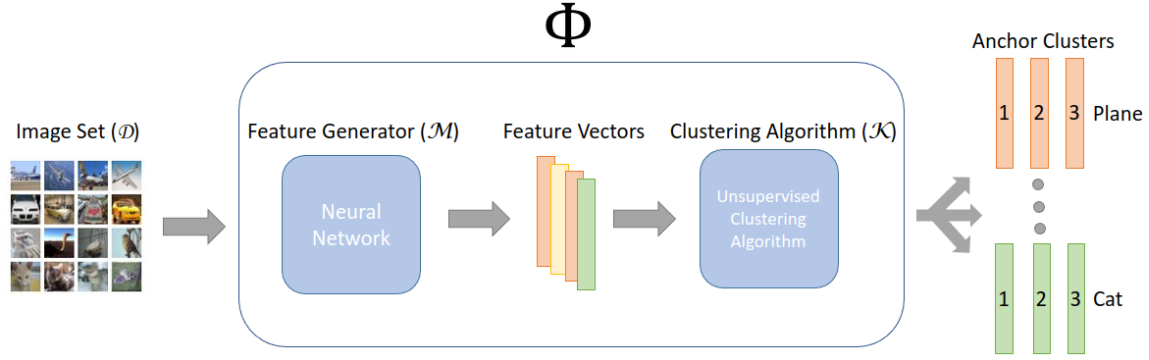 Φ
Anchor Clusters
Image Set (𝒟)
Feature Generator (ℳ)
Feature Vectors
Clustering Algorithm (𝒦)
1 2 3 Plane
Neural
Network
Unsupervised
Clustering
Algorithm
1 2 3 Cat